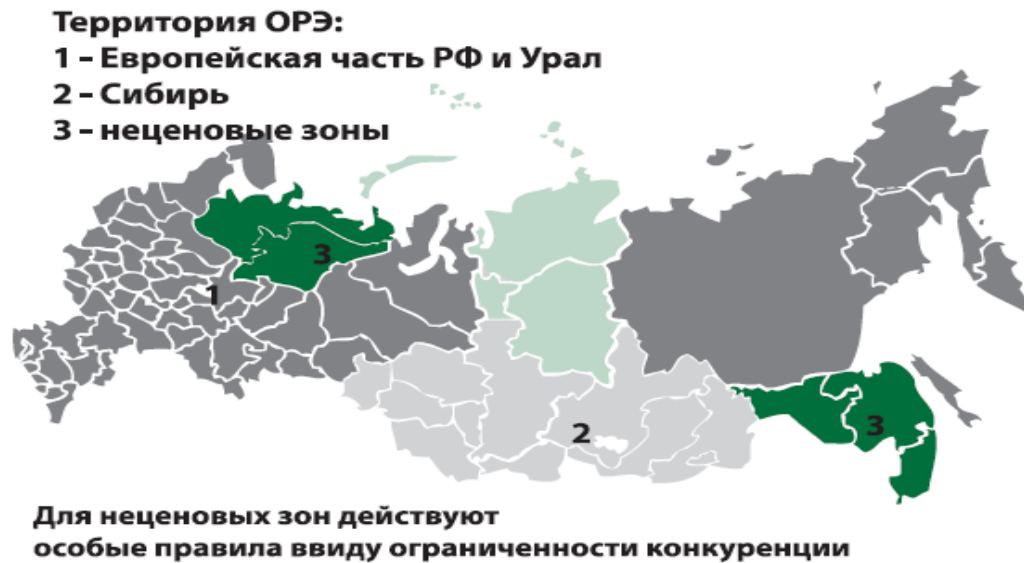 Территория ОРЭ:
1 – Европейская часть РФ и Урал
2 – Сибирь
3 – неценовые зоны
3
1
3
2
Для неценовых зон действуют
особые правила ввиду ограниченности конкуренции